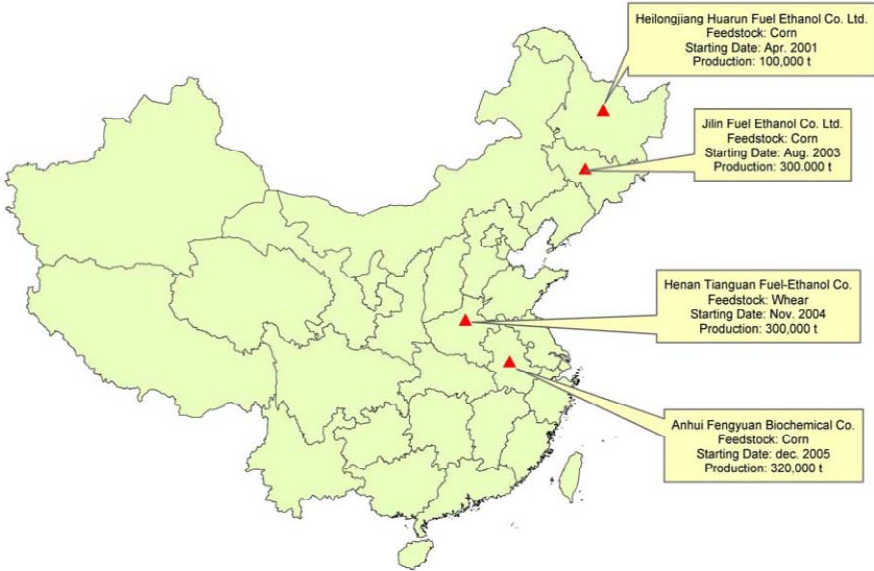 Heilongjiang Huarun Fuel Ethanol Co. Ltd.
Feedstock: Corn
Starting Date: Apr. 2001
Production: 100,000 t
Jilin Fuel Ethanol Co. Ltd.
Feedstock: Corn
Starting Date: Aug. 2003
Production: 300.000 t
Henan Tianguan Fuel-Ethanol Co.
Feedstock: Whear
Starting Date: Nov. 2004
Production: 300,000 t
Anhui Fengyuan Biochemical Co.
Feedstock: Corn
Starting Date: dec. 2005
Production: 320,000 t